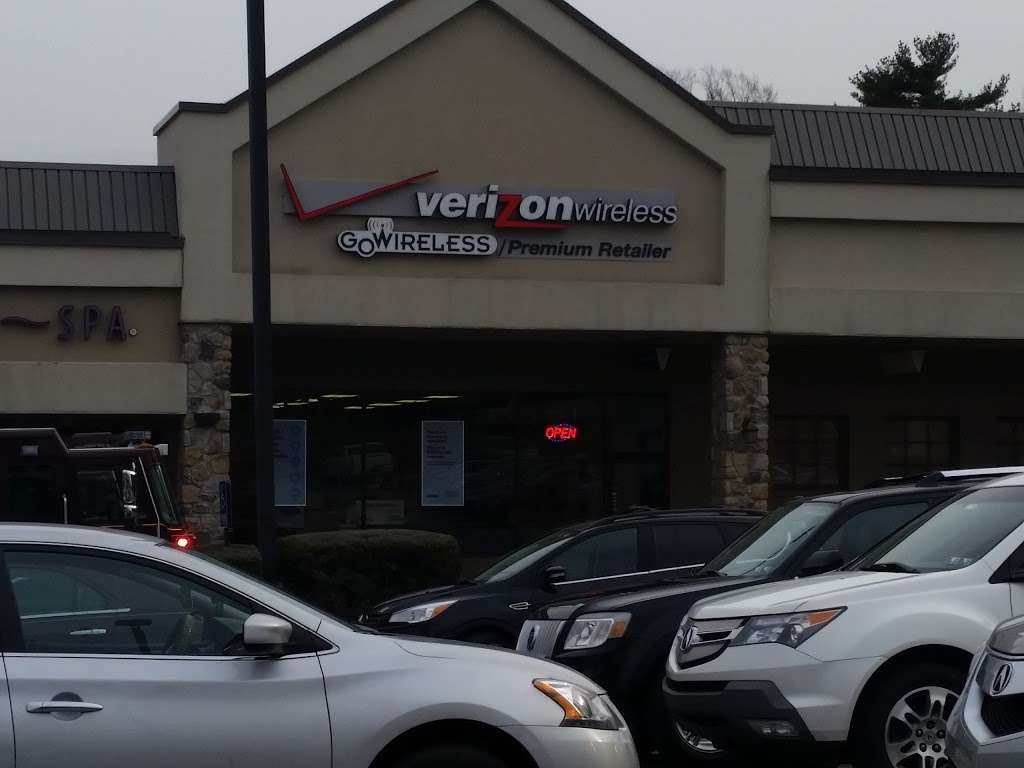 verizonwireless
GoWireless/Premium Retailer
SPA
OPEN